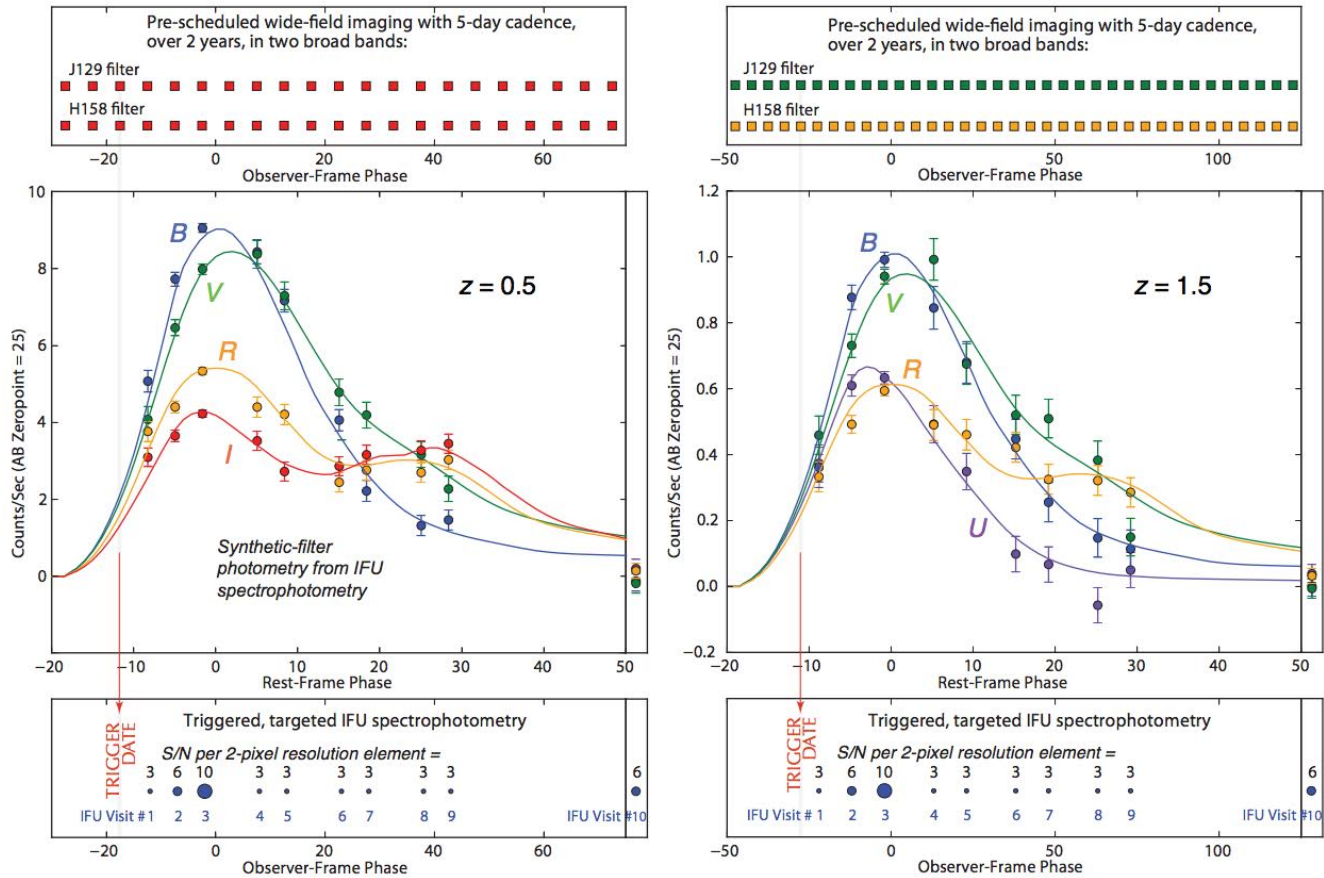 Pre-scheduled wide-field imaging with 5-day cadence,
over 2 years, in two broad bands:
J129 filter
H158 filter
−20 0 20 40 60
Observer-Frame Phase
10
8
6
4
2
0
Counts/Sec (AB Zeropoint = 25)
B
V
R
I
z = 0.5
Synthetic-filter
photometry from IFU
spectrophotometry
−20 −10 0 10 20 30 40 50
Rest-Frame Phase
TRIGGER
DATE
Triggered, targeted IFU spectrophotometry
S/N per 2-pixel resolution element =
3 6 10 3 3 3 3 3 3 6
IFU Visit # 1 2 3 4 5 6 7 8 9 IFU Visit #10
−20 0 20 40 60
Observer-Frame Phase
Pre-scheduled wide-field imaging with 5-day cadence,
over 2 years, in two broad bands:
J129 filter
H158 filter
−50 0 50 100
Observer-Frame Phase
1.2
1.0
0.8
0.6
0.4
0.2
0.0
−0.2
Counts/Sec (AB Zeropoint = 25)
B
V
R
U
z = 1.5
−20 −10 0 10 20 30 40 50
Rest-Frame Phase
TRIGGER
DATE
Triggered, targeted IFU spectrophotometry
S/N per 2-pixel resolution element =
3 6 10 3 3 3 3 3 3 6
IFU Visit # 1 2 3 4 5 6 7 8 9 IFU Visit #10
−50 0 50 100
Observer-Frame Phase